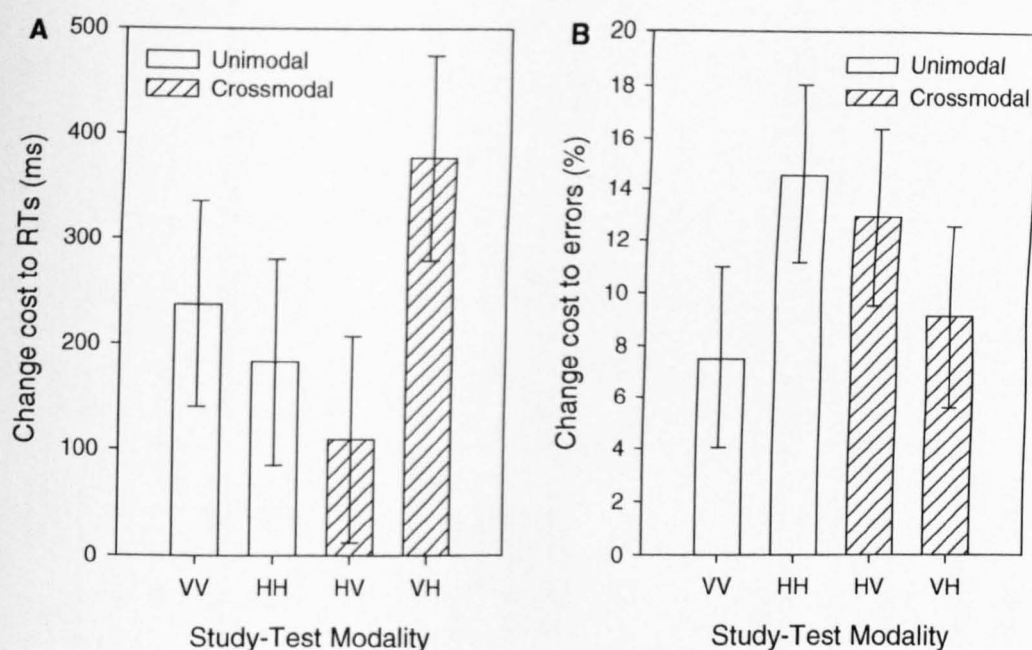 A
500
400
300
200
100
0
Change cost to RTs (ms)
Unimodal
Crossmodal
VV HH HV VH
Study-Test Modality
B
20
18
16
14
12
10
8
6
4
2
0
Change cost to errors (%)
Unimodal
Crossmodal
VV HH HV VH
Study-Test Modality